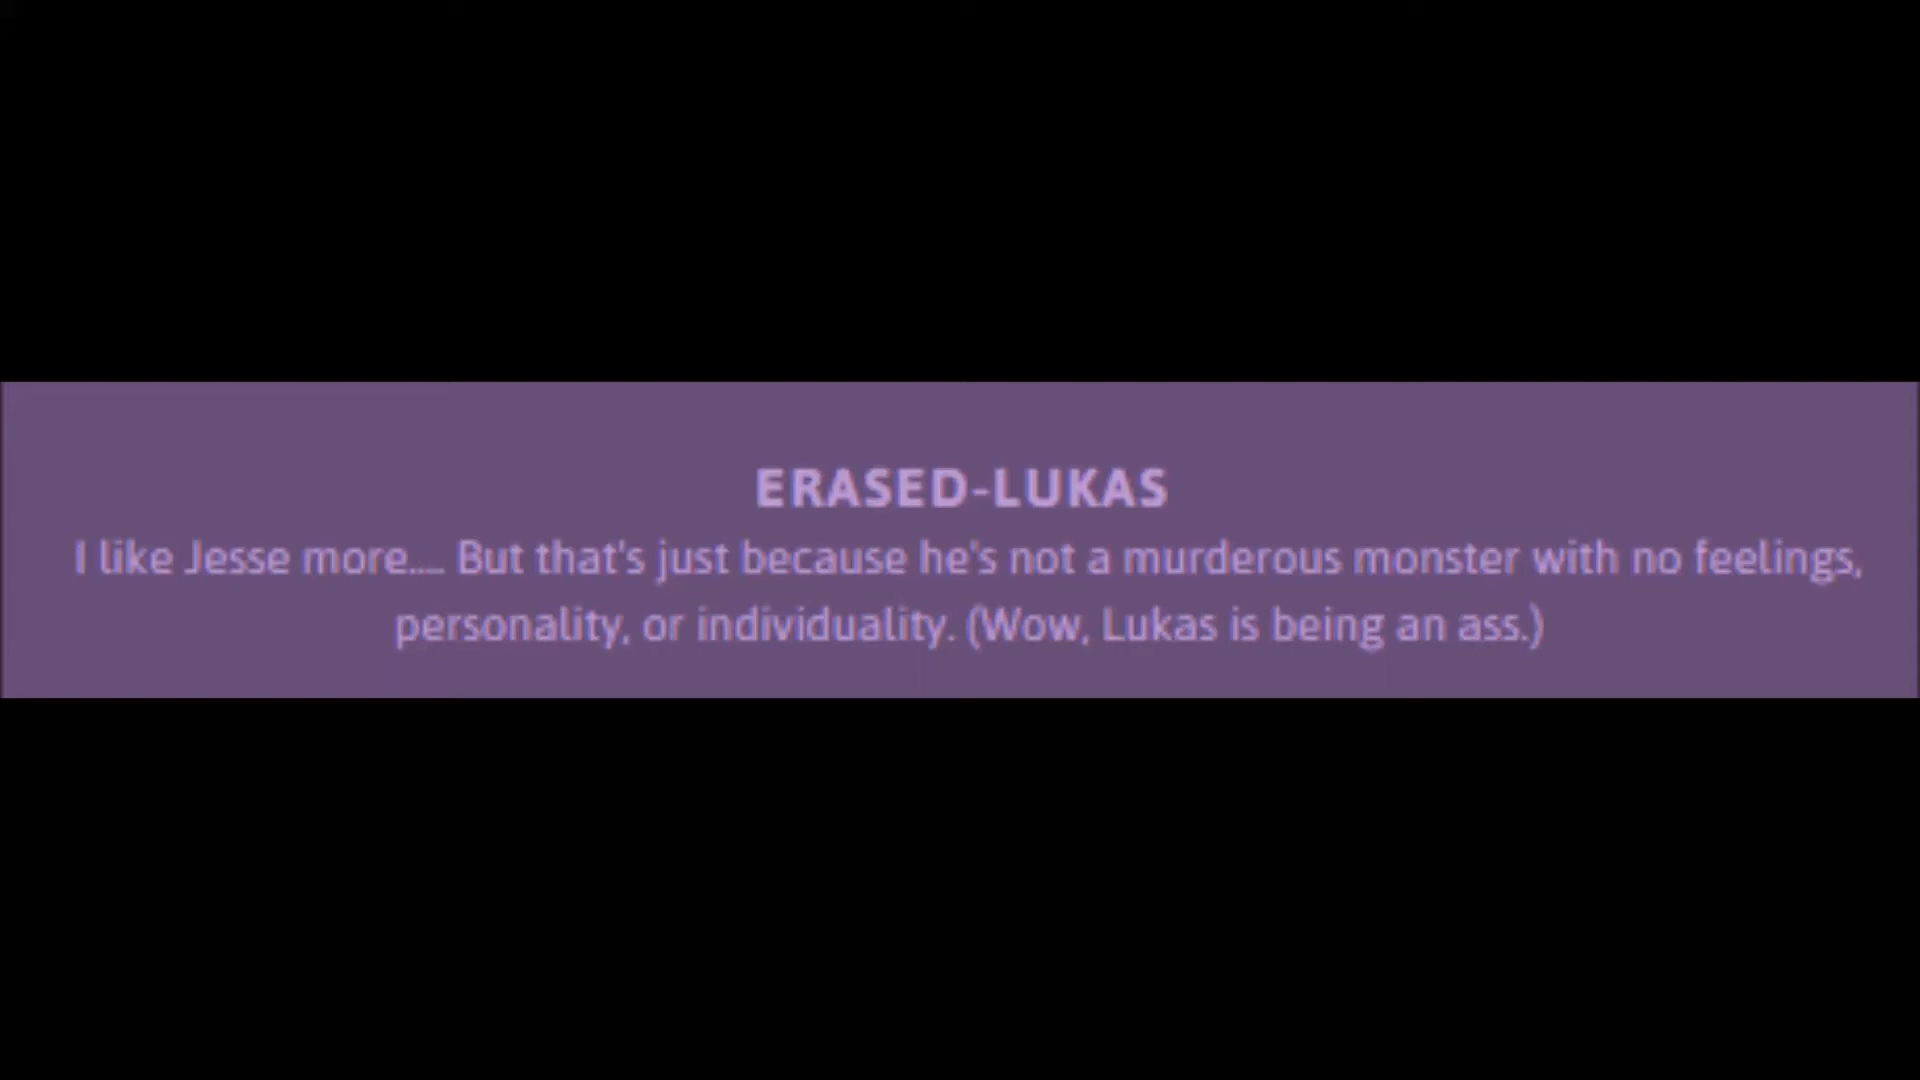 ERASED-LUKAS
I like Jesse more.... But that's just because he's not a murderous monster with no feelings,
personality, or individuality. (Wow, Lukas is being an ass.)